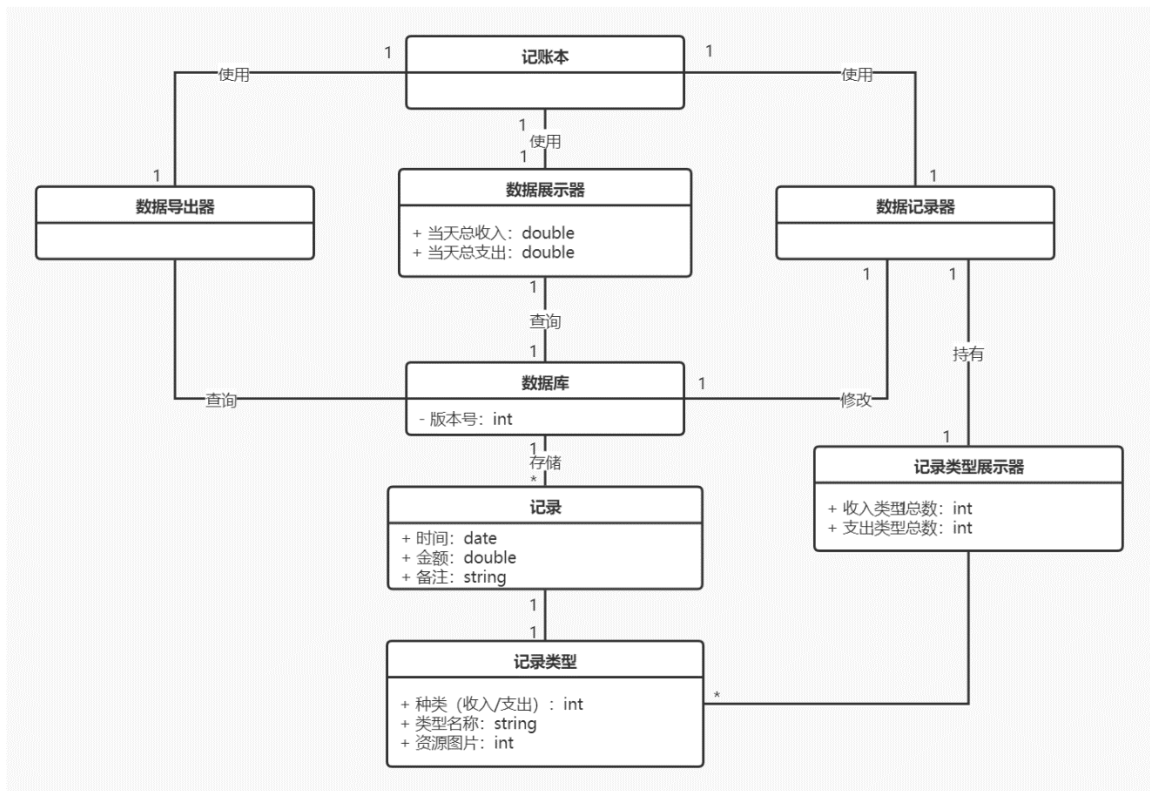 记账本
1
1
使用
使用
1
使用
1
1
1
数据导出器
数据展示器
+ 当天总收入：double
+ 当天总支出：double
数据记录器
1
查询
1
1
1
持有
1
查询
数据库
- 版本号：int
1
修改
1
存储
*
记录
+ 时间：date
+ 金额：double
+ 备注：string
记录类型展示器
+ 收入类型总数：int
+ 支出类型总数：int
1
1
记录类型
+ 种类（收入/支出）：int
+ 类型名称：string
+ 资源图片：int
*